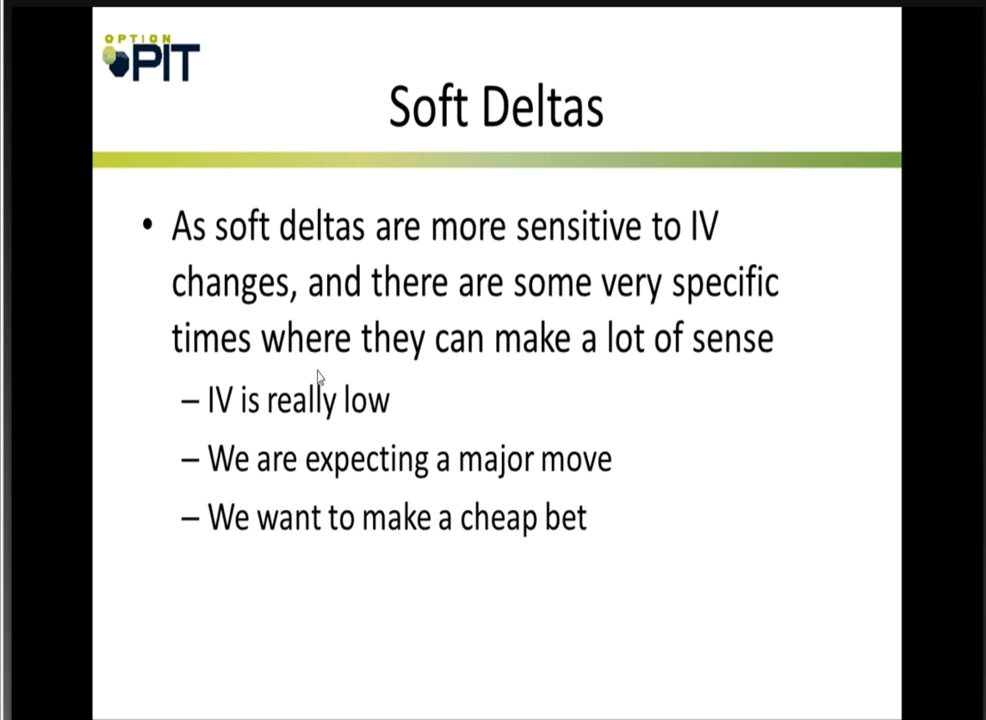 OPTION
PIT
Soft Deltas
• As soft deltas are more sensitive to IV
changes, and there are some very specific
times where they can make a lot of sense
– IV is really low
– We are expecting a major move
– We want to make a cheap bet